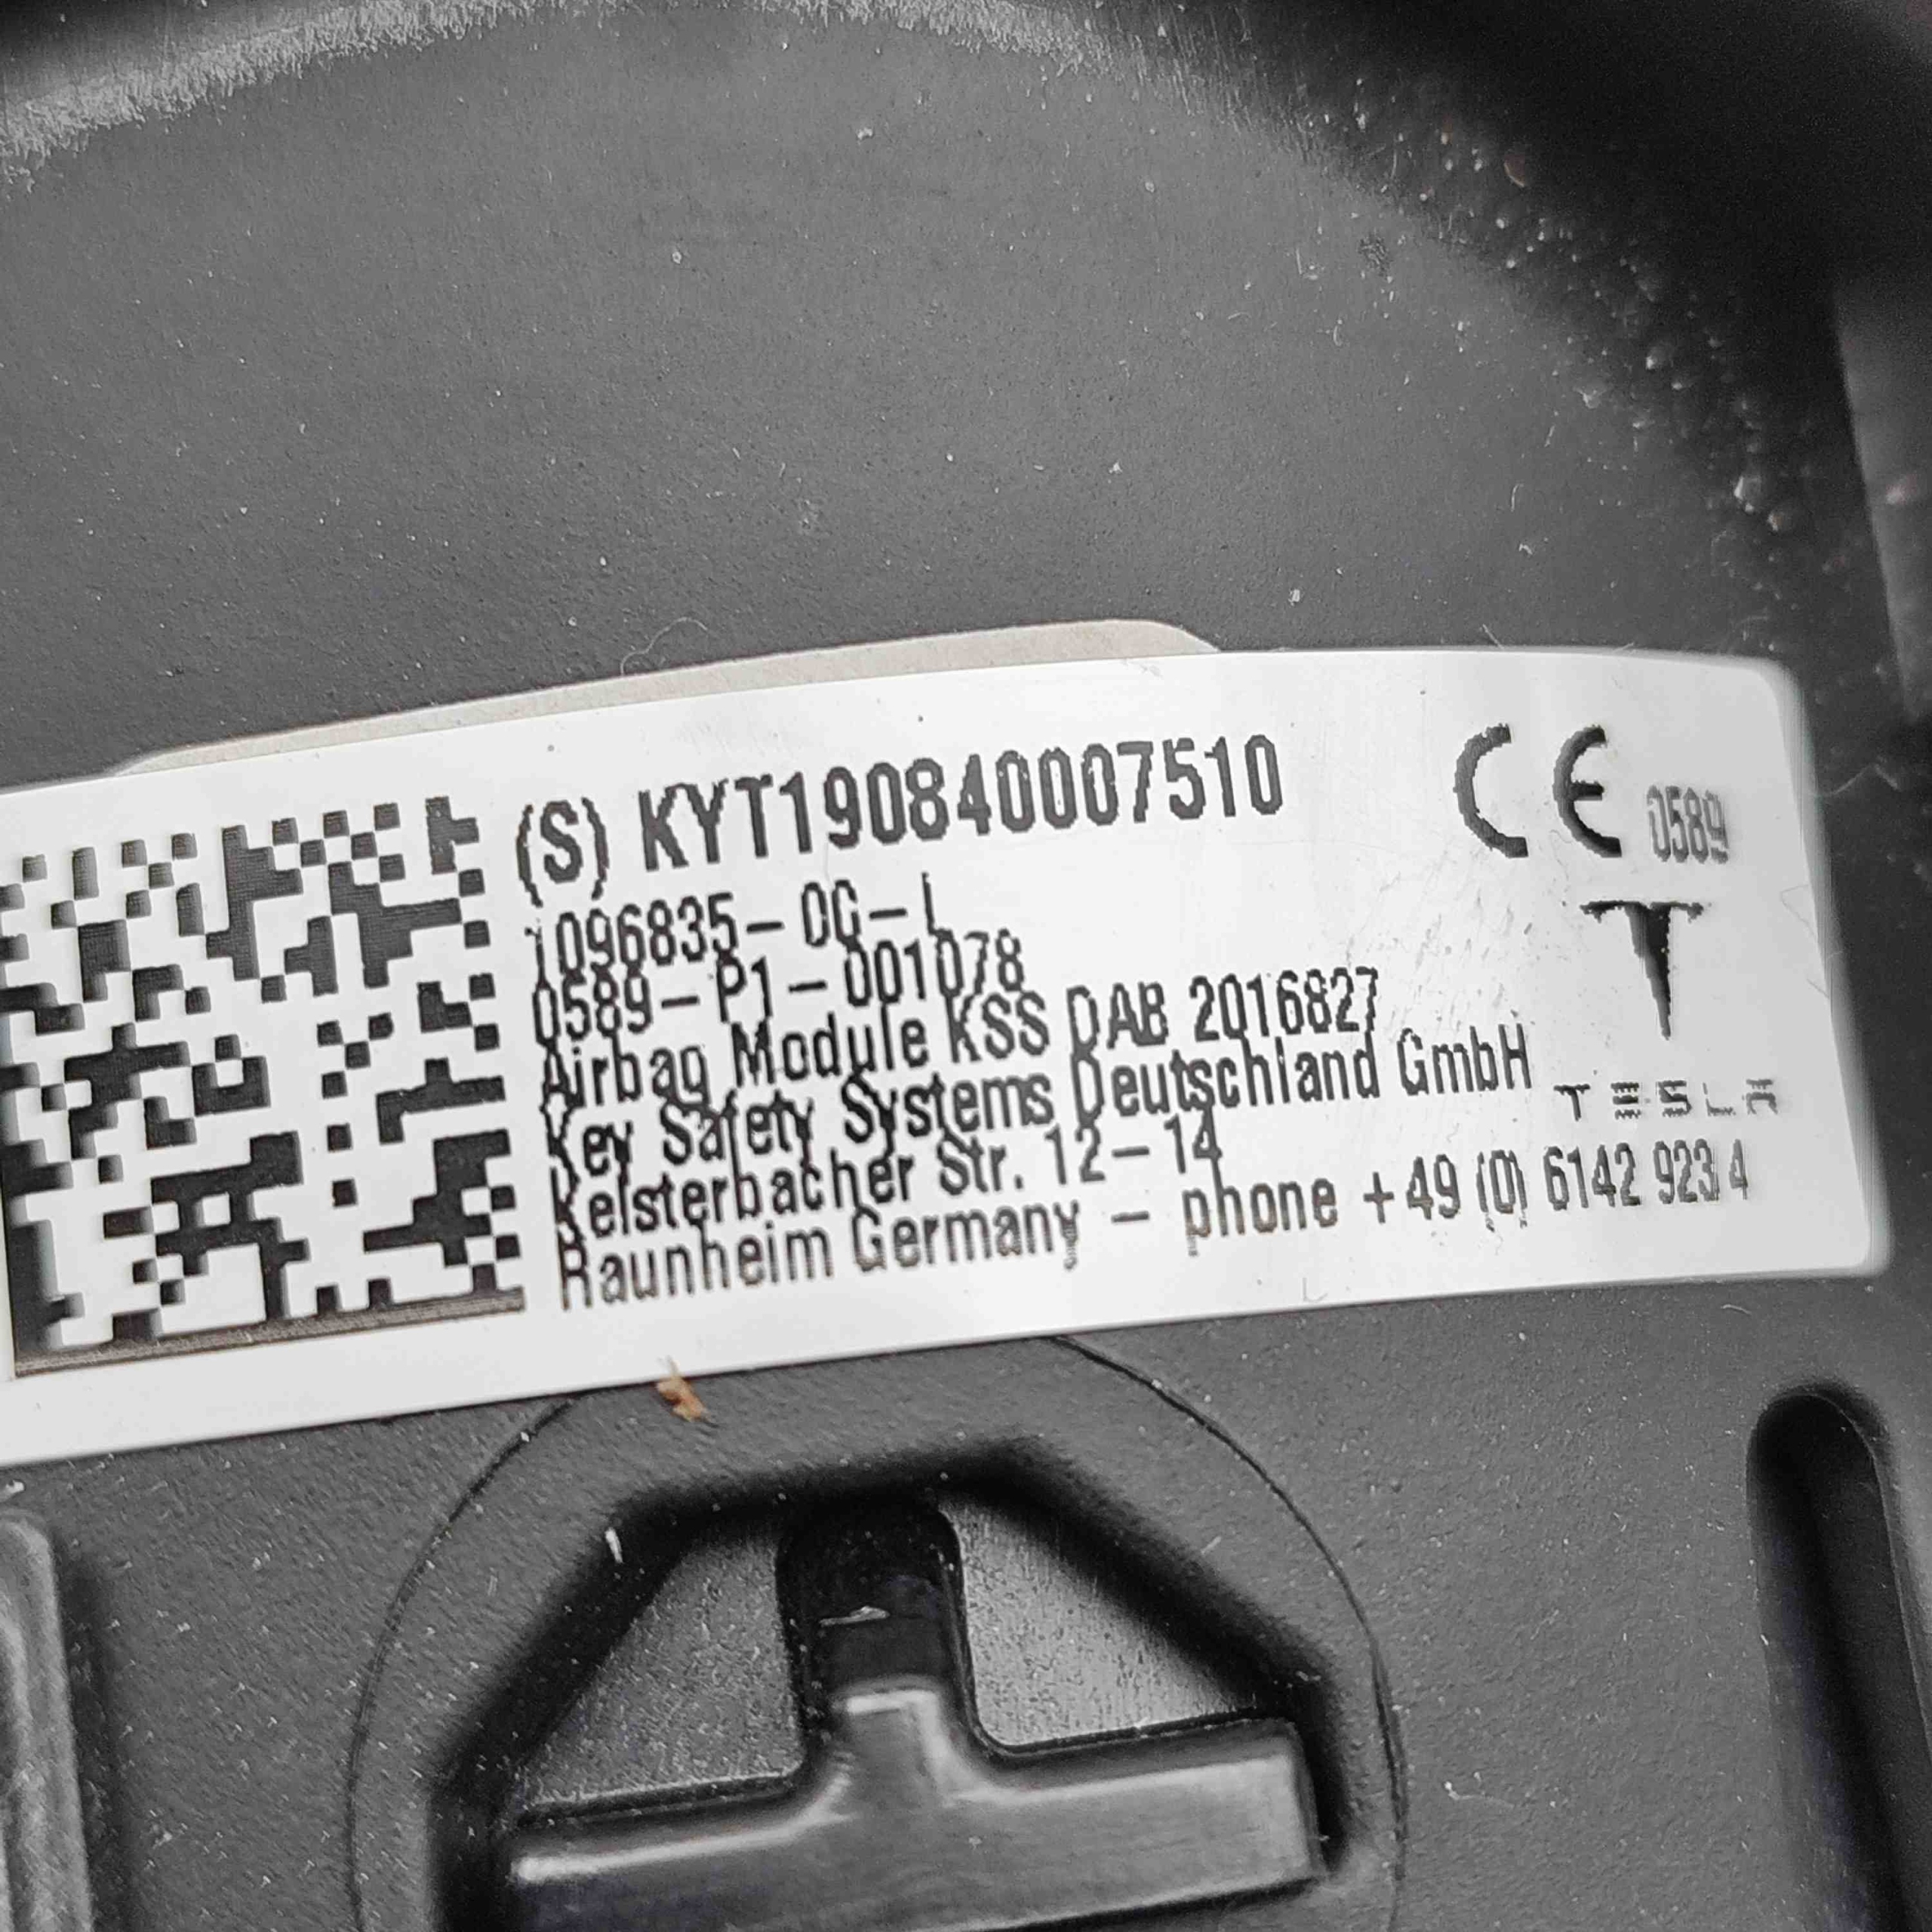 (S) KYT190840007510
CE 0589
1096835-0G-L
0589-P1-001078
Airbag Module KSS DAB 2016827
Key Safety Systems Deutschland GmbH
TESLA
Kelsterbacher Str. 12-14
Raunheim Germany - phone +49 (0) 6142 923 4